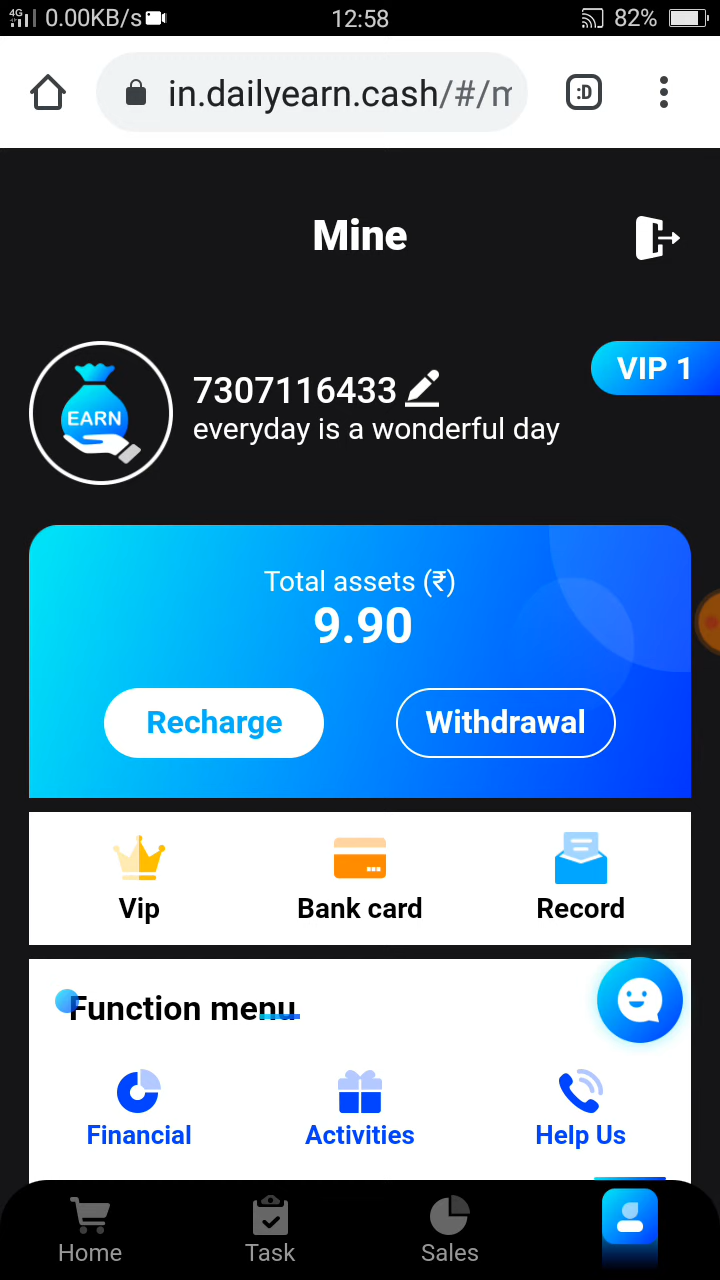 4G 0.00KB/s 12:58 82%
in.dailyearn.cash/#/m
:D
Mine
VIP 1
EARN
7307116433
everyday is a wonderful day
Total assets (₹)
9.90
Recharge Withdrawal
Vip Bank card Record
Function menu
Financial Activities Help Us
Home Task Sales